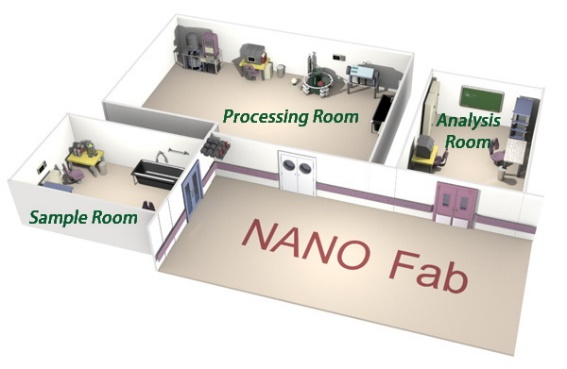 Processing Room
Analysis
Room
Sample Room
NANO Fab